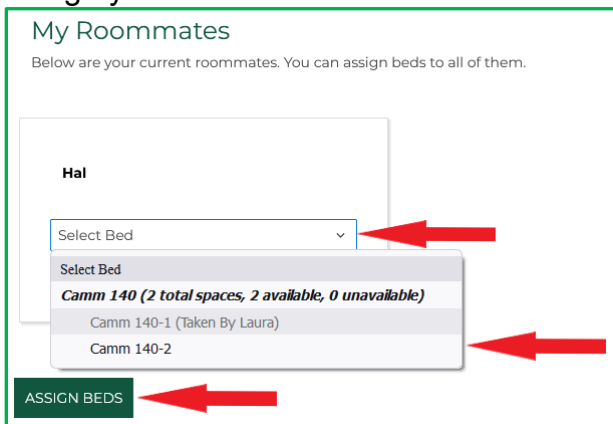 My Roommates
Below are your current roommates. You can assign beds to all of them.
Hal
Select Bed
Select Bed
Camm 140 (2 total spaces, 2 available, 0 unavailable)
Camm 140-1 (Taken By Laura)
Camm 140-2
ASSIGN BEDS